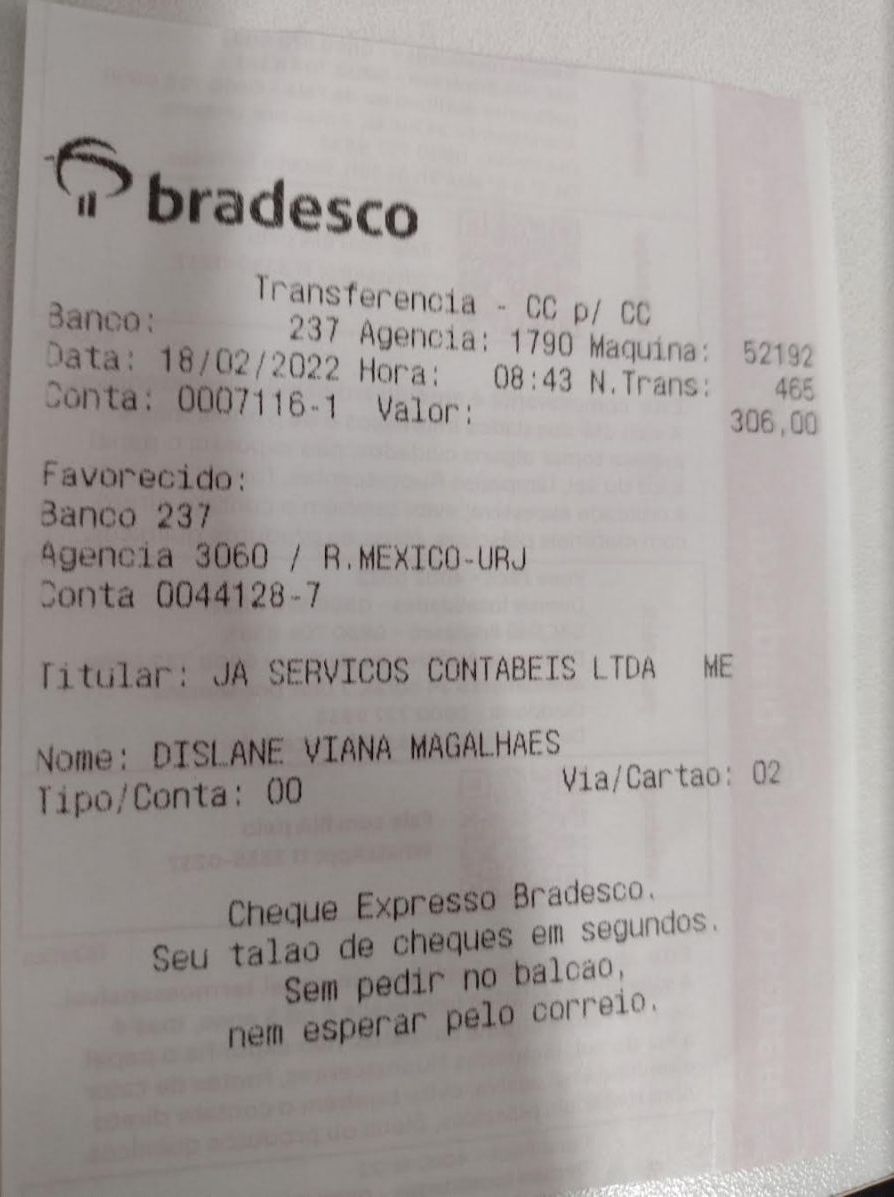 bradesco
Transferencia - CC p/ CC
Banco: 237 Agencia: 1790 Maquina: 52192
Data: 18/02/2022 Hora: 08:43 N.Trans: 465
Conta: 0007116-1 Valor: 306,00
Favorecido:
Banco 237
Agencia 3060 / R.MEXICO-URJ
Conta 0044128-7
Titular: JA SERVICOS CONTABEIS LTDA ME
Nome: DISLANE VIANA MAGALHAES
Tipo/Conta: 00 Via/Cartao: 02
Cheque Expresso Bradesco.
Seu talao de cheques em segundos.
Sem pedir no balcao,
nem esperar pelo correio.